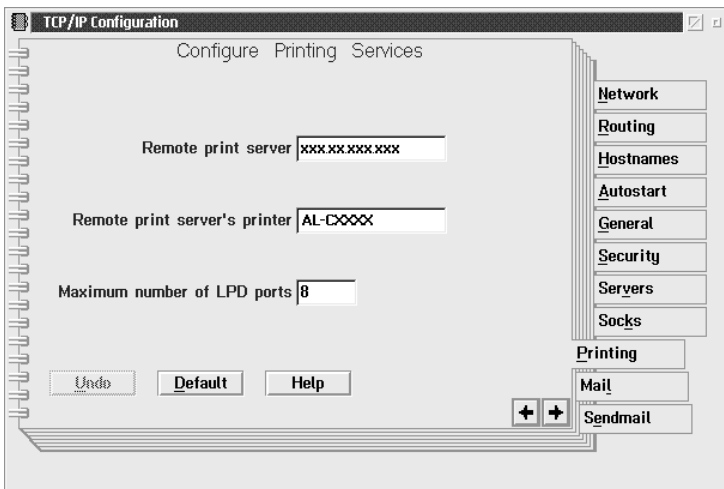 TCP/IP Configuration
Configure Printing Services
Remote print server xxx.xx.xxx.xxx
Remote print server's printer AL-CXXXX
Maximum number of LPD ports 8
Undo Default Help
Network
Routing
Hostnames
Autostart
General
Security
Servers
Socks
Printing
Mail
Sendmail